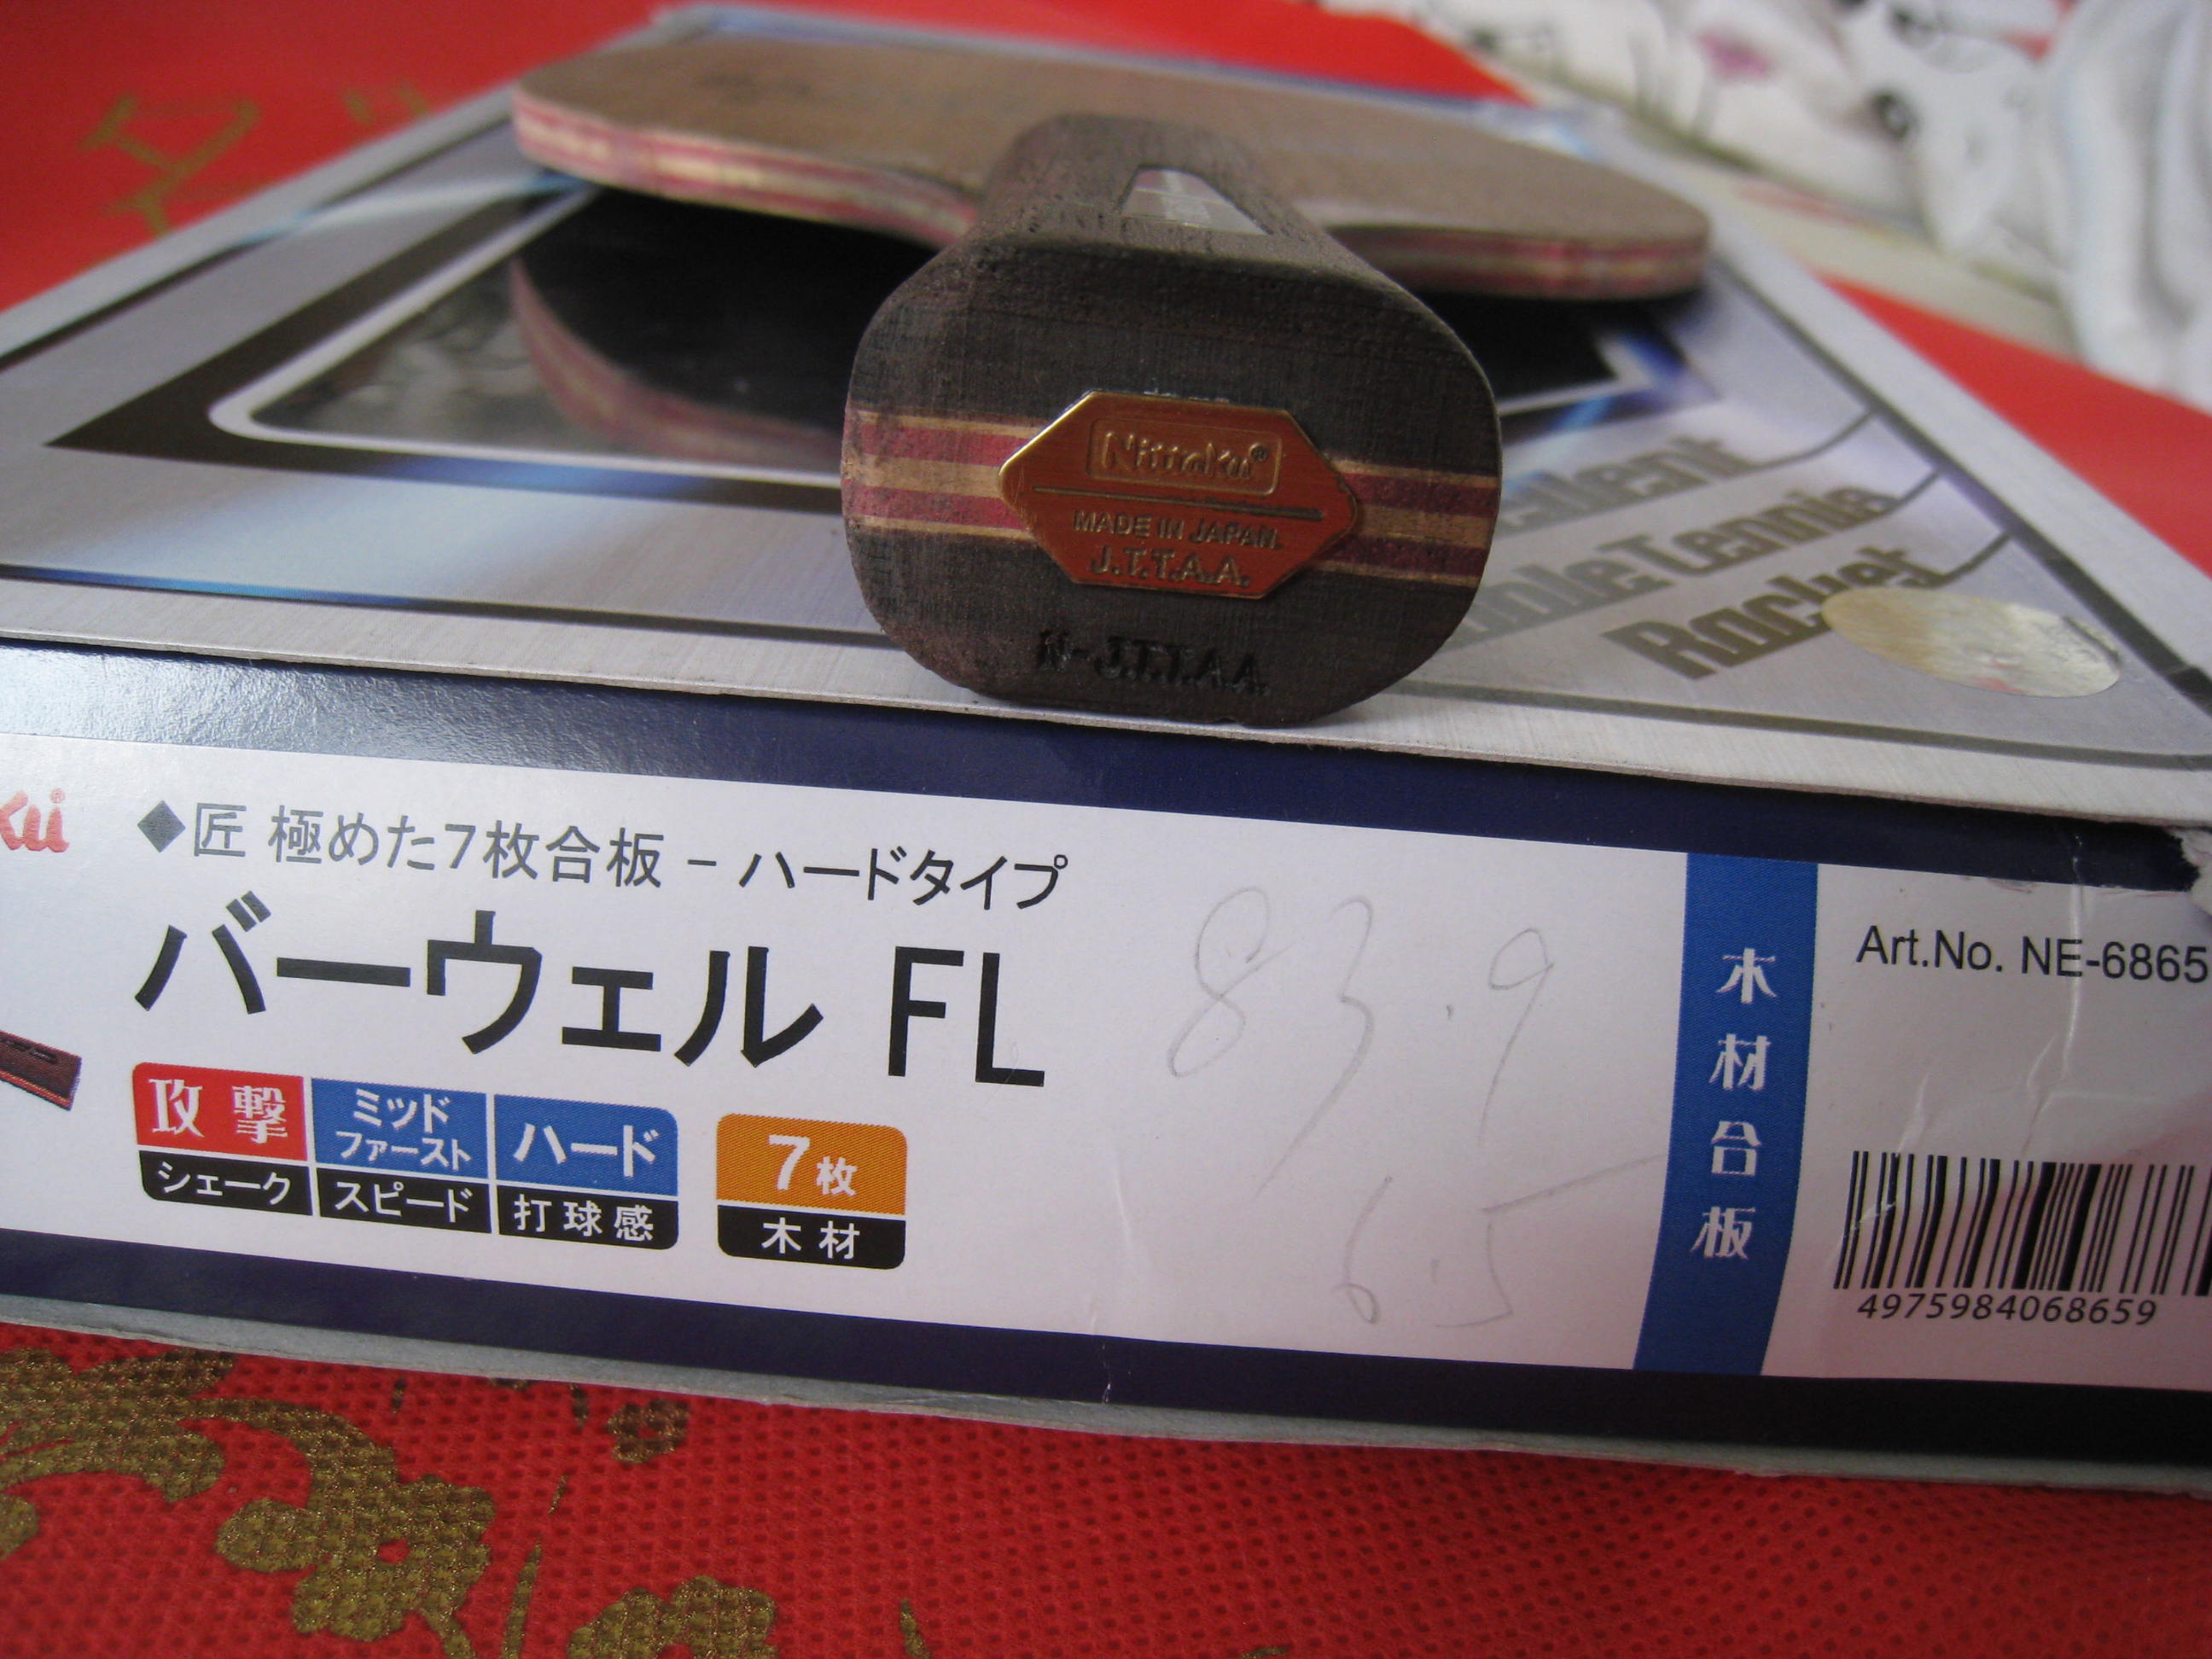 Nittaku®
MADE IN JAPAN.
J.T.T.A.A.
N-J.T.T.A.A.
Racket
◆匠 極めた7枚合板 - ハードタイプ
バーウェル FL
攻撃
シェーク
ミッド
ファースト
スピード
ハード
打球感
7枚
木材
83.9
6.5
木材合板
Art.No. NE-6865
4975984068659